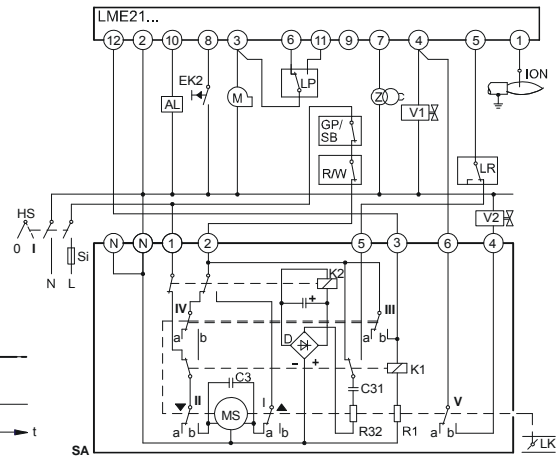 LME21...
12 2 10 8 3 6 11 9 7 4 5 1
EK2
LP
ION
AL
M
Z
C
V1
GP/
SB
R/W
LR
HS
0 I
Si
V2
N L
N N 1 2 5 3 6 4
K2
+
IV
III
a b
a b
D
- +
K1
C3
C31
II
MS
I
V
a b
a b
R32
R1
a b
t
SA
LK